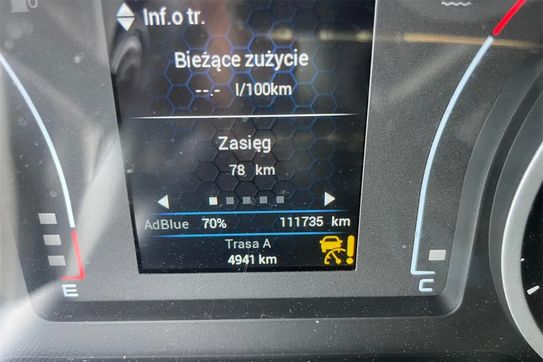 Inf.o tr.
Bieżące zużycie
--.- l/100km
Zasięg
78 km
AdBlue 70% 111735 km
Trasa A
4941 km
E C